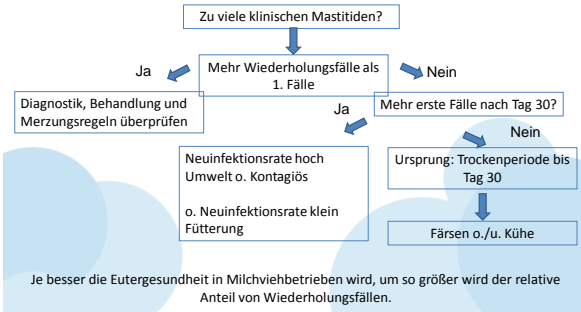 Zu viele klinischen Mastitiden?
Ja
Mehr Wiederholungsfälle als
1. Fälle
Nein
Diagnostik, Behandlung und
Merzungsregeln überprüfen
Mehr erste Fälle nach Tag 30?
Ja
Nein
Neuinfektionsrate hoch
Umwelt o. Kontagiös
o. Neuinfektionsrate klein
Fütterung
Ursprung: Trockenperiode bis
Tag 30
Färsen o./u. Kühe
Je besser die Eutergesundheit in Milchviehbetrieben wird, um so größer wird der relative
Anteil von Wiederholungsfällen.